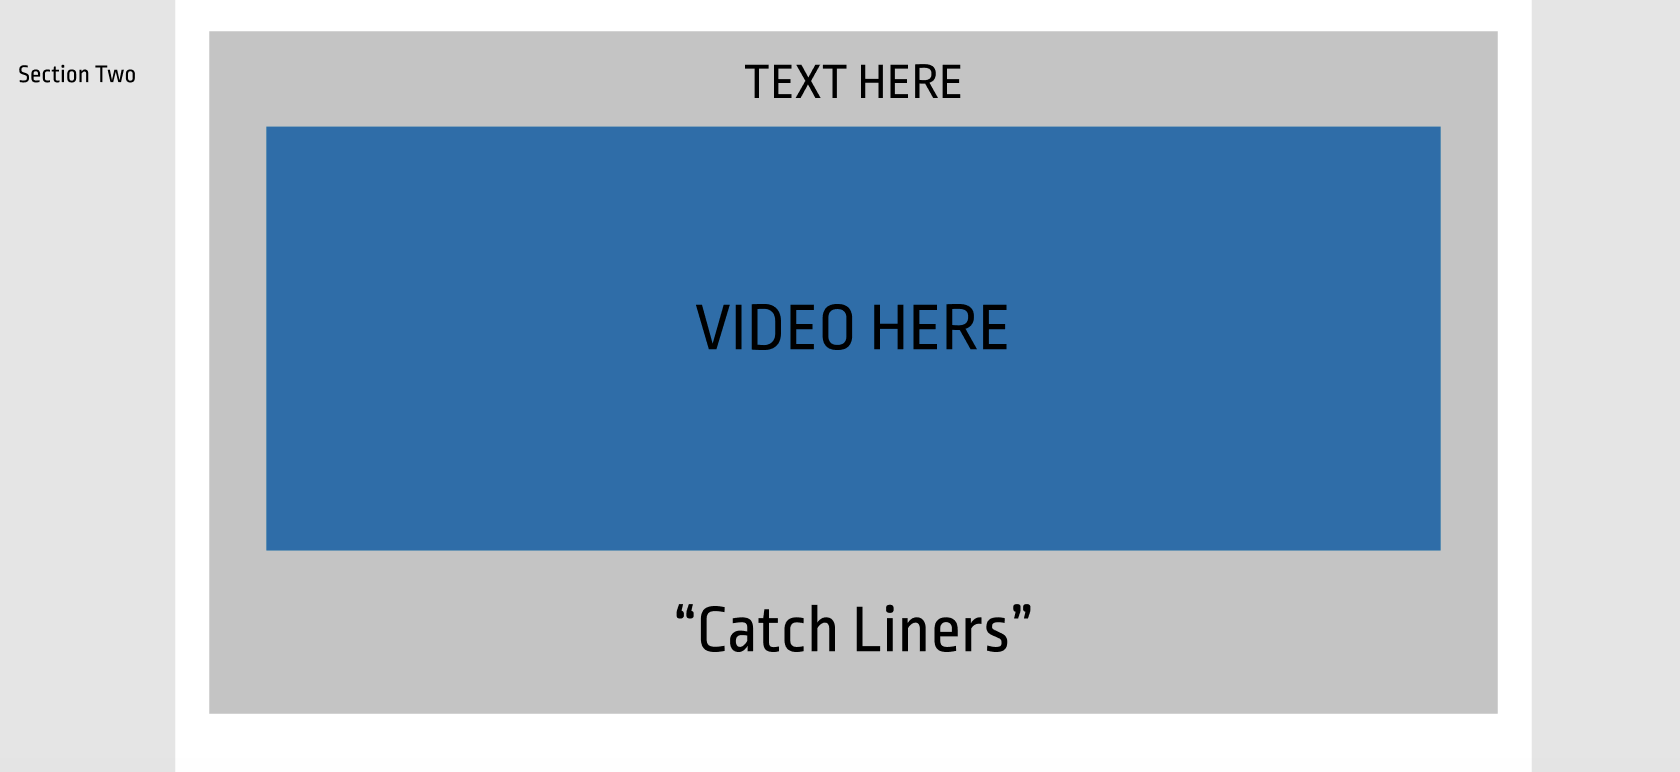 Section Two
TEXT HERE
VIDEO HERE
“Catch Liners”